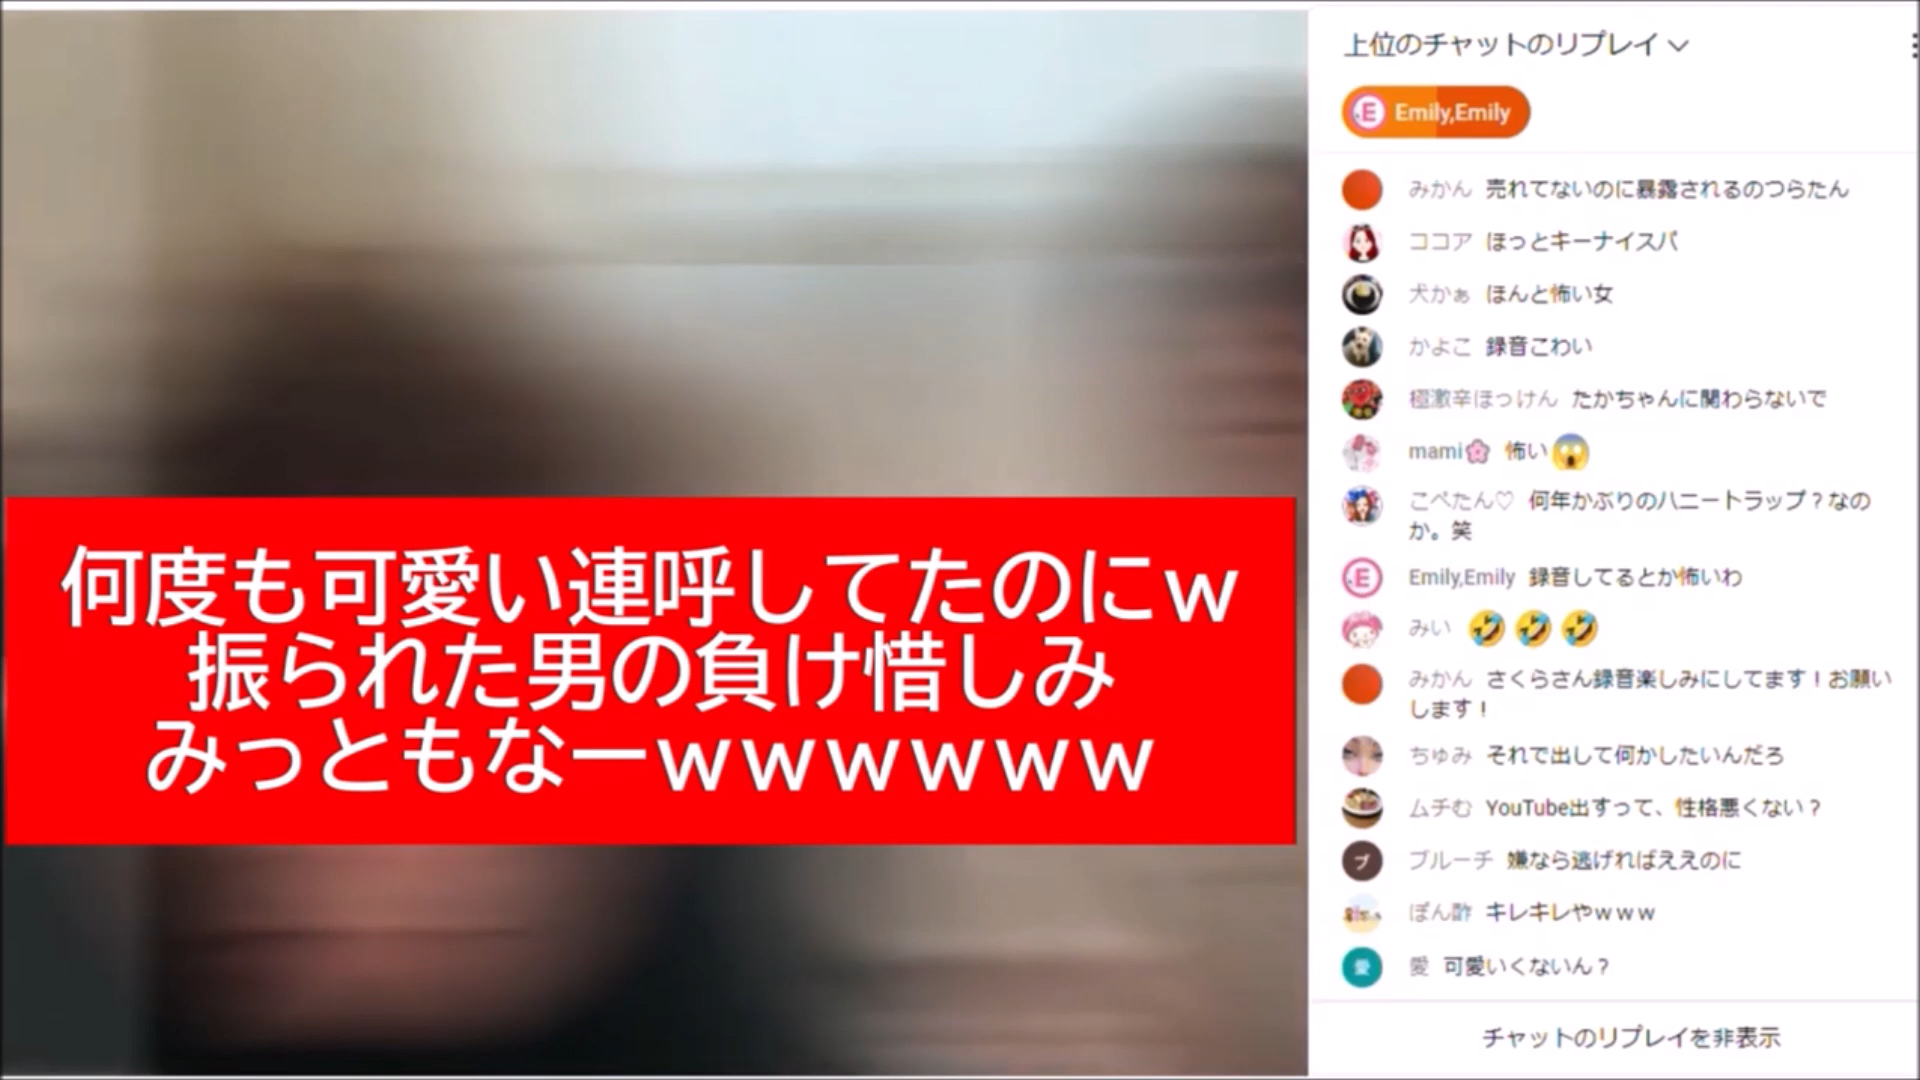 何度も可愛い連呼してたのにｗ
振られた男の負け惜しみ
みっともなーｗｗｗｗｗｗ
上位のチャットのリプレイ
E Emily,Emily
みかん 売れてないのに暴露されるのつらたん
ココア ほっとキーナイスパ
犬かぁ ほんと怖い女
かよこ 録音こわい
極激辛ほっけん たかちゃんに関わらないで
mami🌸 怖い😱
こぺたん♡ 何年かぶりのハニートラップ？なの
か。笑
E Emily,Emily 録音してるとか怖いわ
みい 🤣🤣🤣
みかん さくらさん録音楽しみにしてます！お願い
します！
ちゅみ それで出して何かしたいんだろ
ムチむ YouTube出すって、性格悪くない？
ブ ブルーチ 嫌なら逃げればええのに
ぽん酢 キレキレやｗｗｗ
愛 愛 可愛いくないん？
チャットのリプレイを非表示